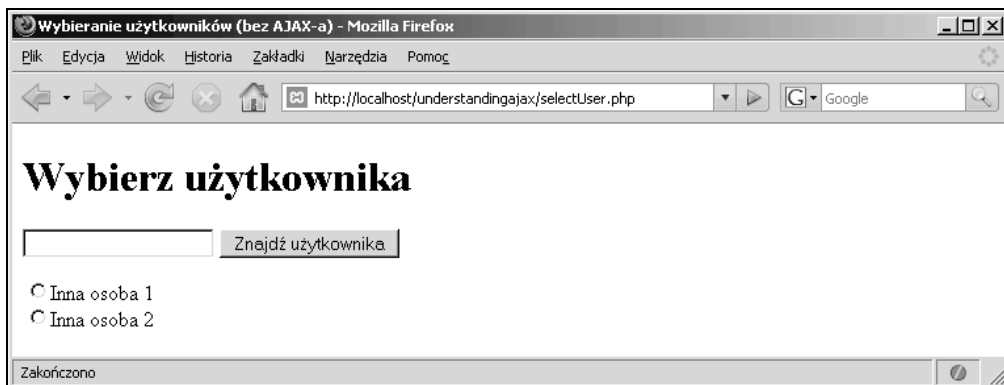 Wybieranie użytkowników (bez AJAX-a) - Mozilla Firefox
Plik Edycja Widok Historia Zakładki Narzędzia Pomoc
http://localhost/understandingajax/selectUser.php G Google
Wybierz użytkownika
Znajdź użytkownika
Inna osoba 1
Inna osoba 2
Zakończono